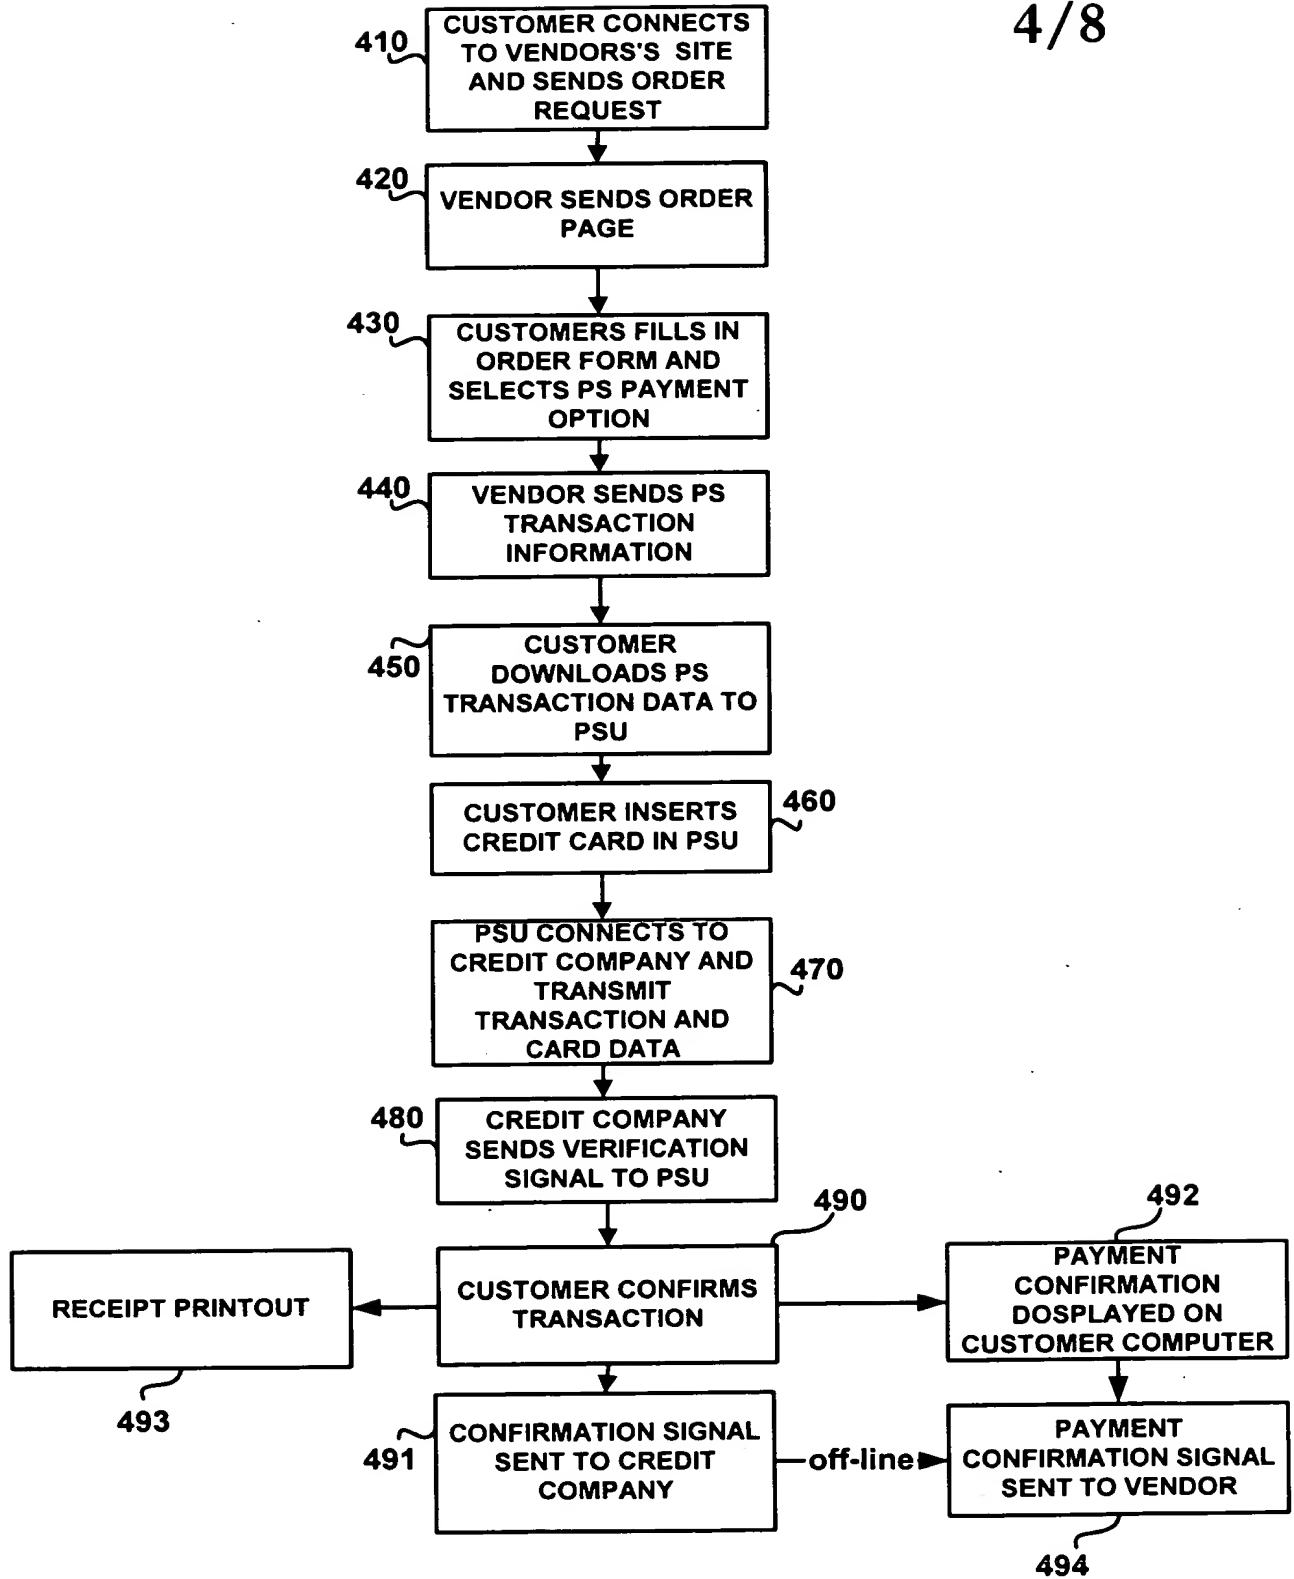 4/8
410
CUSTOMER CONNECTS
TO VENDORS'S SITE
AND SENDS ORDER
REQUEST
420
VENDOR SENDS ORDER
PAGE
430
CUSTOMERS FILLS IN
ORDER FORM AND
SELECTS PS PAYMENT
OPTION
440
VENDOR SENDS PS
TRANSACTION
INFORMATION
450
CUSTOMER
DOWNLOADS PS
TRANSACTION DATA TO
PSU
460
CUSTOMER INSERTS
CREDIT CARD IN PSU
470
PSU CONNECTS TO
CREDIT COMPANY AND
TRANSMIT
TRANSACTION AND
CARD DATA
480
CREDIT COMPANY
SENDS VERIFICATION
SIGNAL TO PSU
490
CUSTOMER CONFIRMS
TRANSACTION
493
RECEIPT PRINTOUT
492
PAYMENT
CONFIRMATION
DOSPLAYED ON
CUSTOMER COMPUTER
491
CONFIRMATION SIGNAL
SENT TO CREDIT
COMPANY
off-line
PAYMENT
CONFIRMATION SIGNAL
SENT TO VENDOR
494